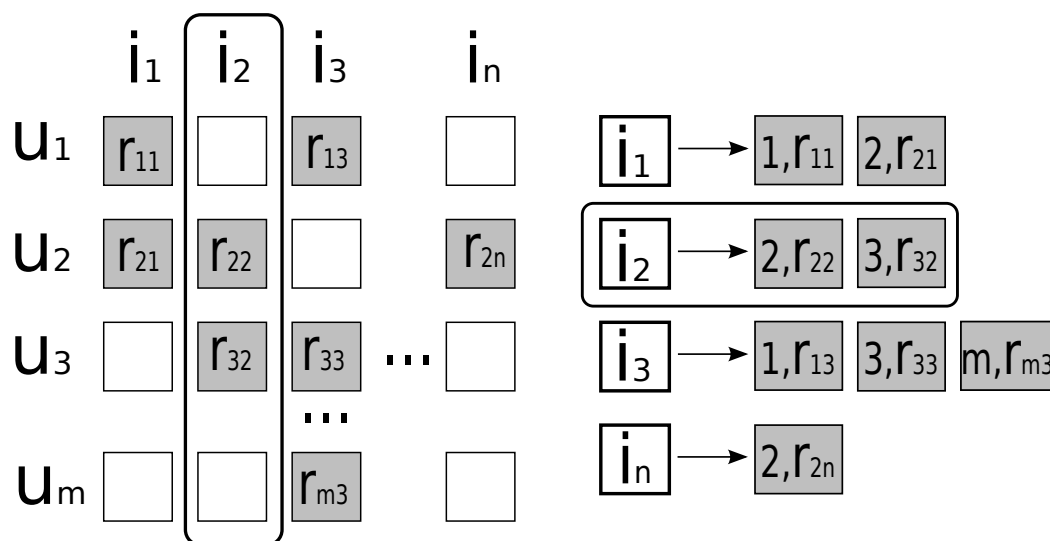 i1 i2 i3 in
u1 r11 r13
u2 r21 r22 r2n
u3 r32 r33 ...
...
um rm3
i1 1,r11 2,r21
i2 2,r22 3,r32
i3 1,r13 3,r33 m,rm3
in 2,r2n